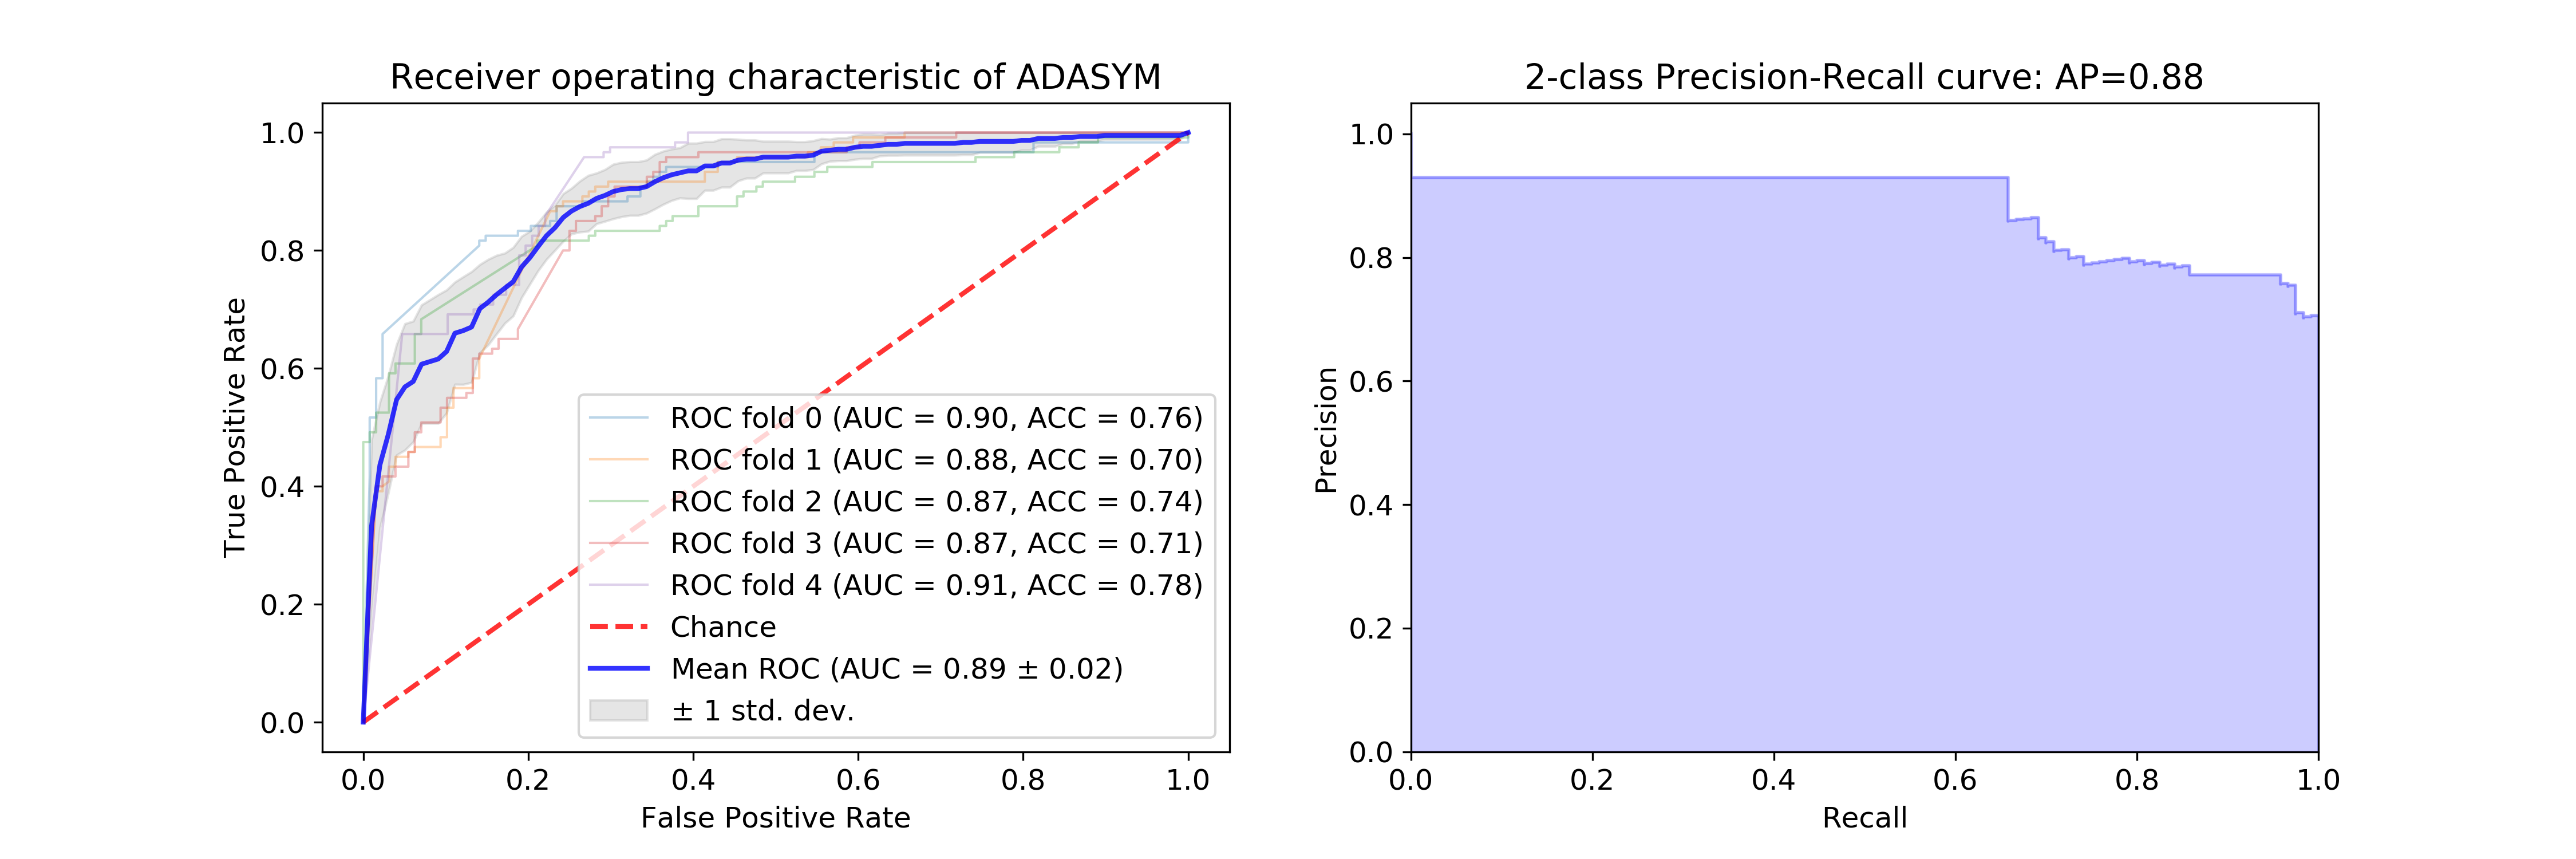 Receiver operating characteristic of ADASYM
True Positive Rate
1.0
0.8
0.6
0.4
0.2
0.0
ROC fold 0 (AUC = 0.90, ACC = 0.76)
ROC fold 1 (AUC = 0.88, ACC = 0.70)
ROC fold 2 (AUC = 0.87, ACC = 0.74)
ROC fold 3 (AUC = 0.87, ACC = 0.71)
ROC fold 4 (AUC = 0.91, ACC = 0.78)
Chance
Mean ROC (AUC = 0.89 ± 0.02)
± 1 std. dev.
0.0 0.2 0.4 0.6 0.8 1.0
False Positive Rate
2-class Precision-Recall curve: AP=0.88
Precision
1.0
0.8
0.6
0.4
0.2
0.0
0.0 0.2 0.4 0.6 0.8 1.0
Recall